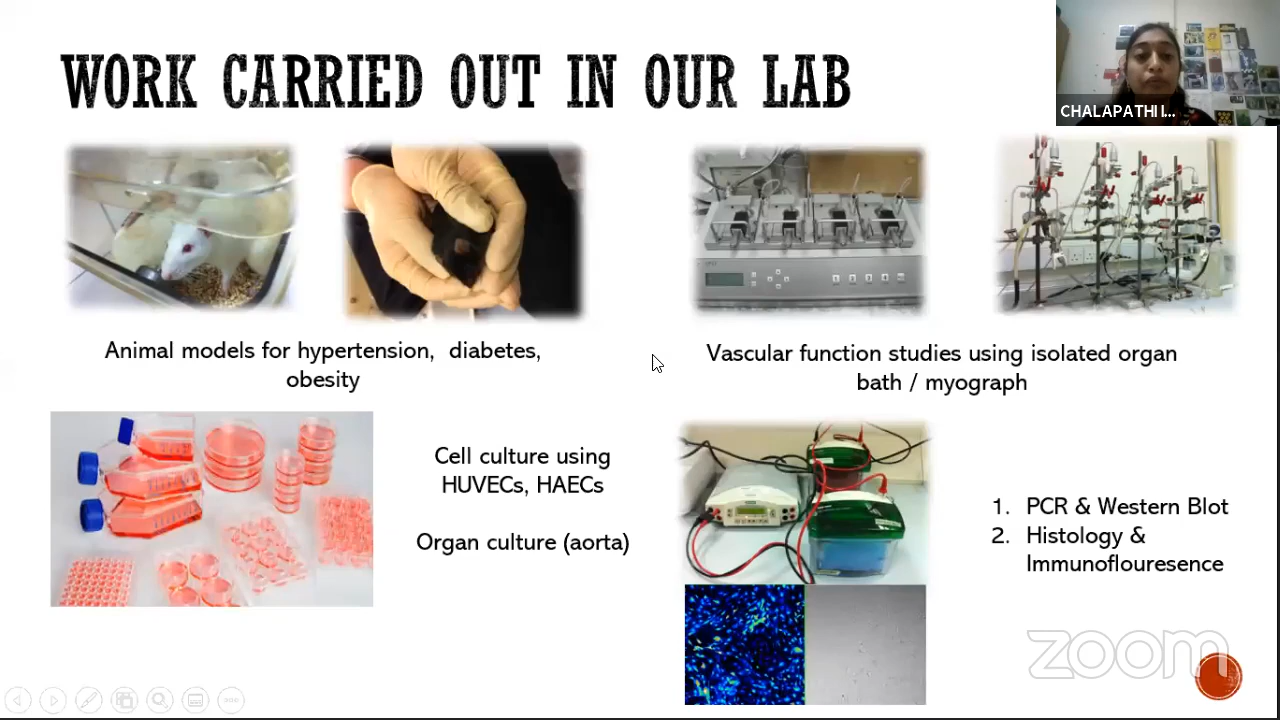 WORK CARRIED OUT IN OUR LAB
CHALAPATHI I...
Animal models for hypertension, diabetes,
obesity
Vascular function studies using isolated organ
bath / myograph
Cell culture using
HUVECs, HAECs
Organ culture (aorta)
1. PCR & Western Blot
2. Histology &
Immunoflouresence
zoom